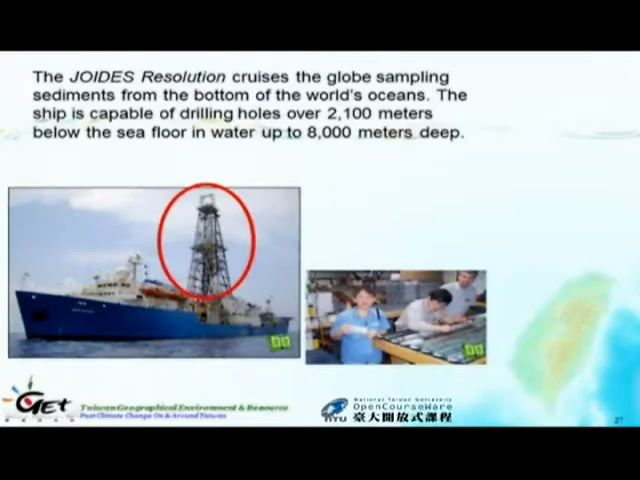 The JOIDES Resolution cruises the globe sampling
sediments from the bottom of the world's oceans. The
ship is capable of drilling holes over 2,100 meters
below the sea floor in water up to 8,000 meters deep.
GET
Taiwan Geographical Environment & Resource
Past Climate Change On & Around Taiwan
NTU
National Taiwan University
OpenCourseWare
臺大開放式課程